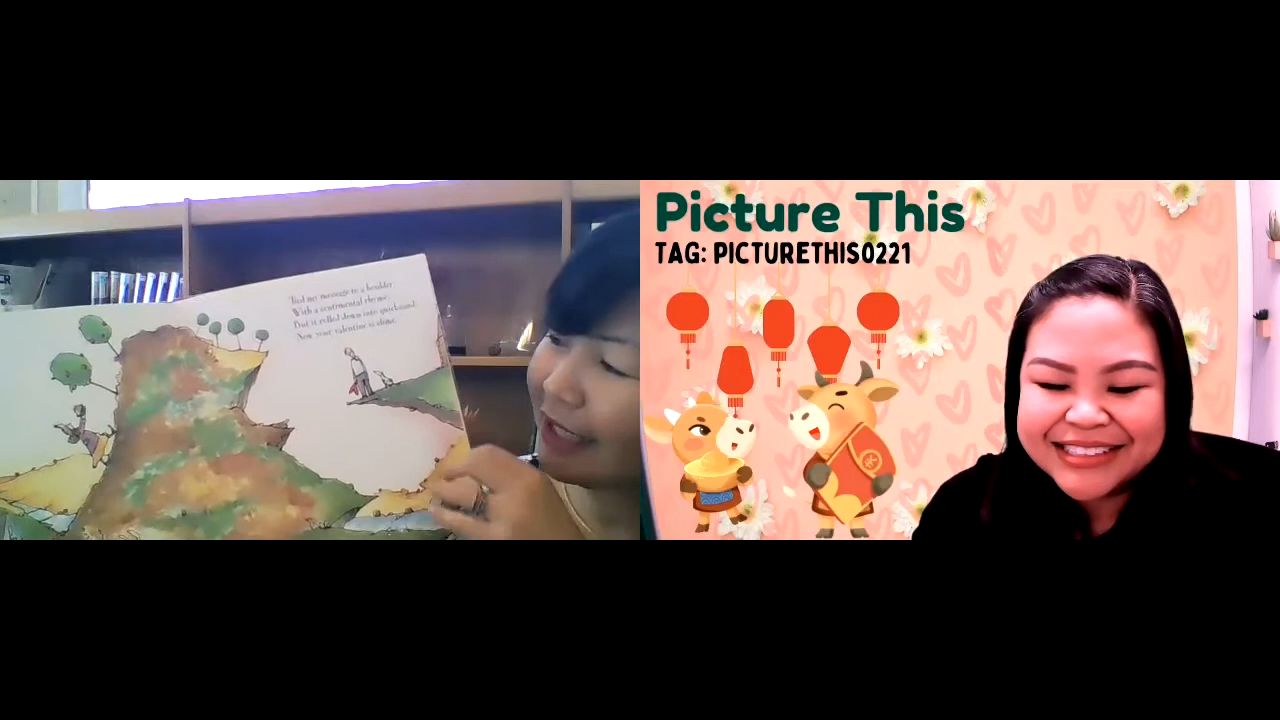 Tied my message to a boulder
With a sentimental rhyme.
But it rolled down into quicksand.
Now your valentine is slime.
Picture This
TAG: PICTURETHIS0221